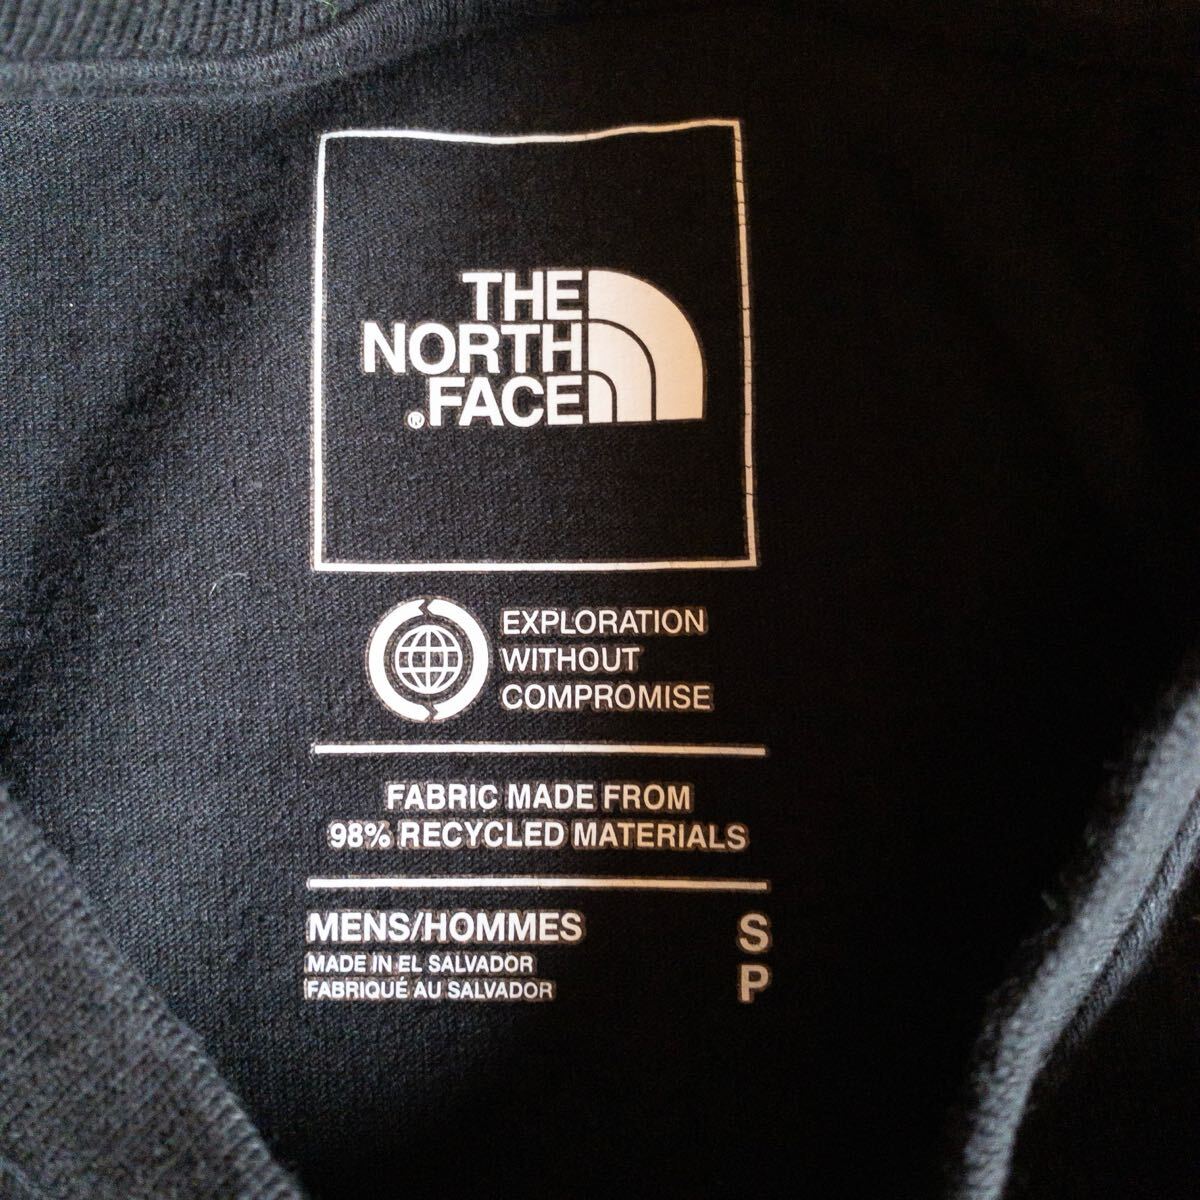 THE
NORTH
®FACE
EXPLORATION
WITHOUT
COMPROMISE
FABRIC MADE FROM
98% RECYCLED MATERIALS
MENS/HOMMES S
MADE IN EL SALVADOR
FABRIQUÉ AU SALVADOR P